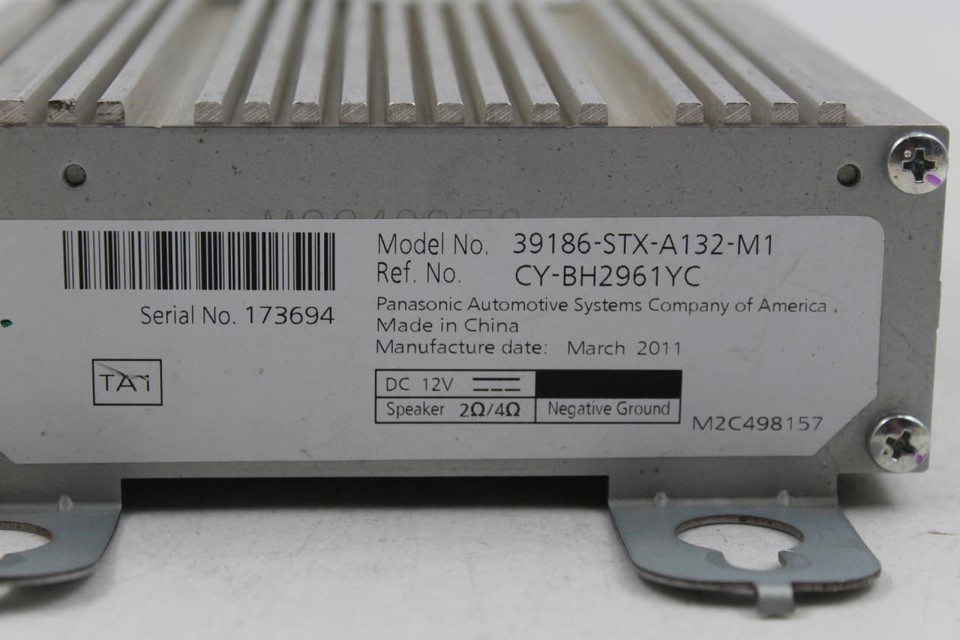 Model No. 39186-STX-A132-M1
Ref. No. CY-BH2961YC
Panasonic Automotive Systems Company of America.
Made in China
Manufacture date: March 2011
Serial No. 173694
TAi
DC 12V
Speaker 2Ω/4Ω Negative Ground
M2C498157